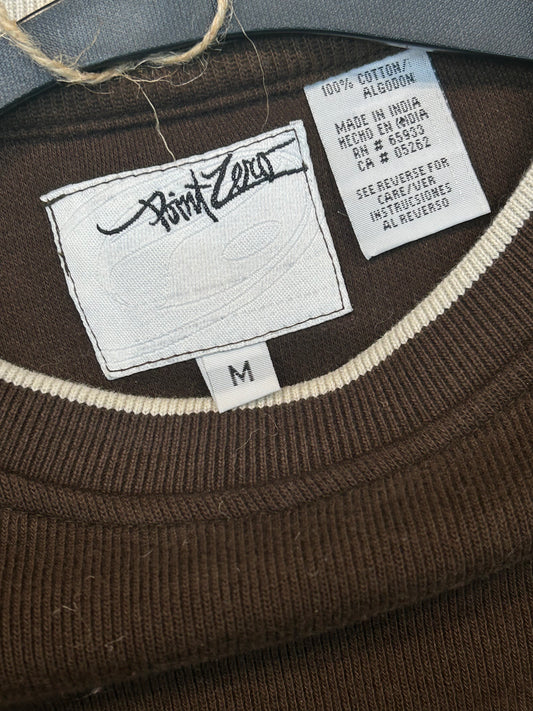 Point Zero
M
100% COTTON/
ALGODON
MADE IN INDIA
HECHO EN INDIA
RN # 65933
CA # 05262
SEE REVERSE FOR
CARE/VER
INSTRUCSIONES
AL REVERSO